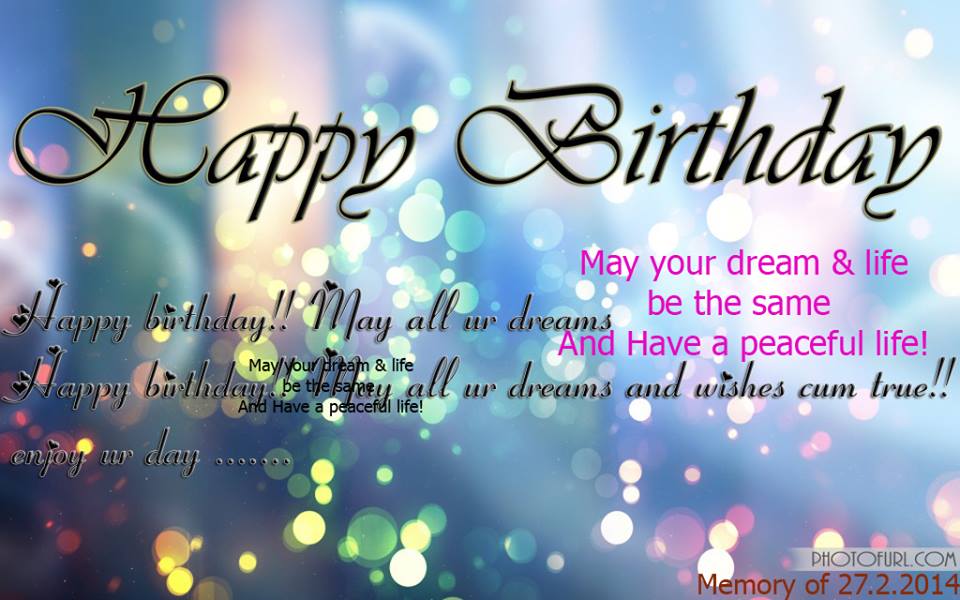 Happy Birthday
May your dream & life
be the same
And Have a peaceful life!
Happy birthday!! May all ur dreams
May your dream & life
be the same
And Have a peaceful life!
Happy birthday!! May all ur dreams and wishes cum true!!
enjoy ur day .......
PHOTOFURL.COM
Memory of 27.2.2014